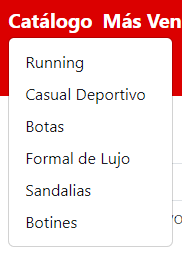 Catálogo Más Ven
Running
Casual Deportivo
Botas
Formal de Lujo
Sandalias
Botines